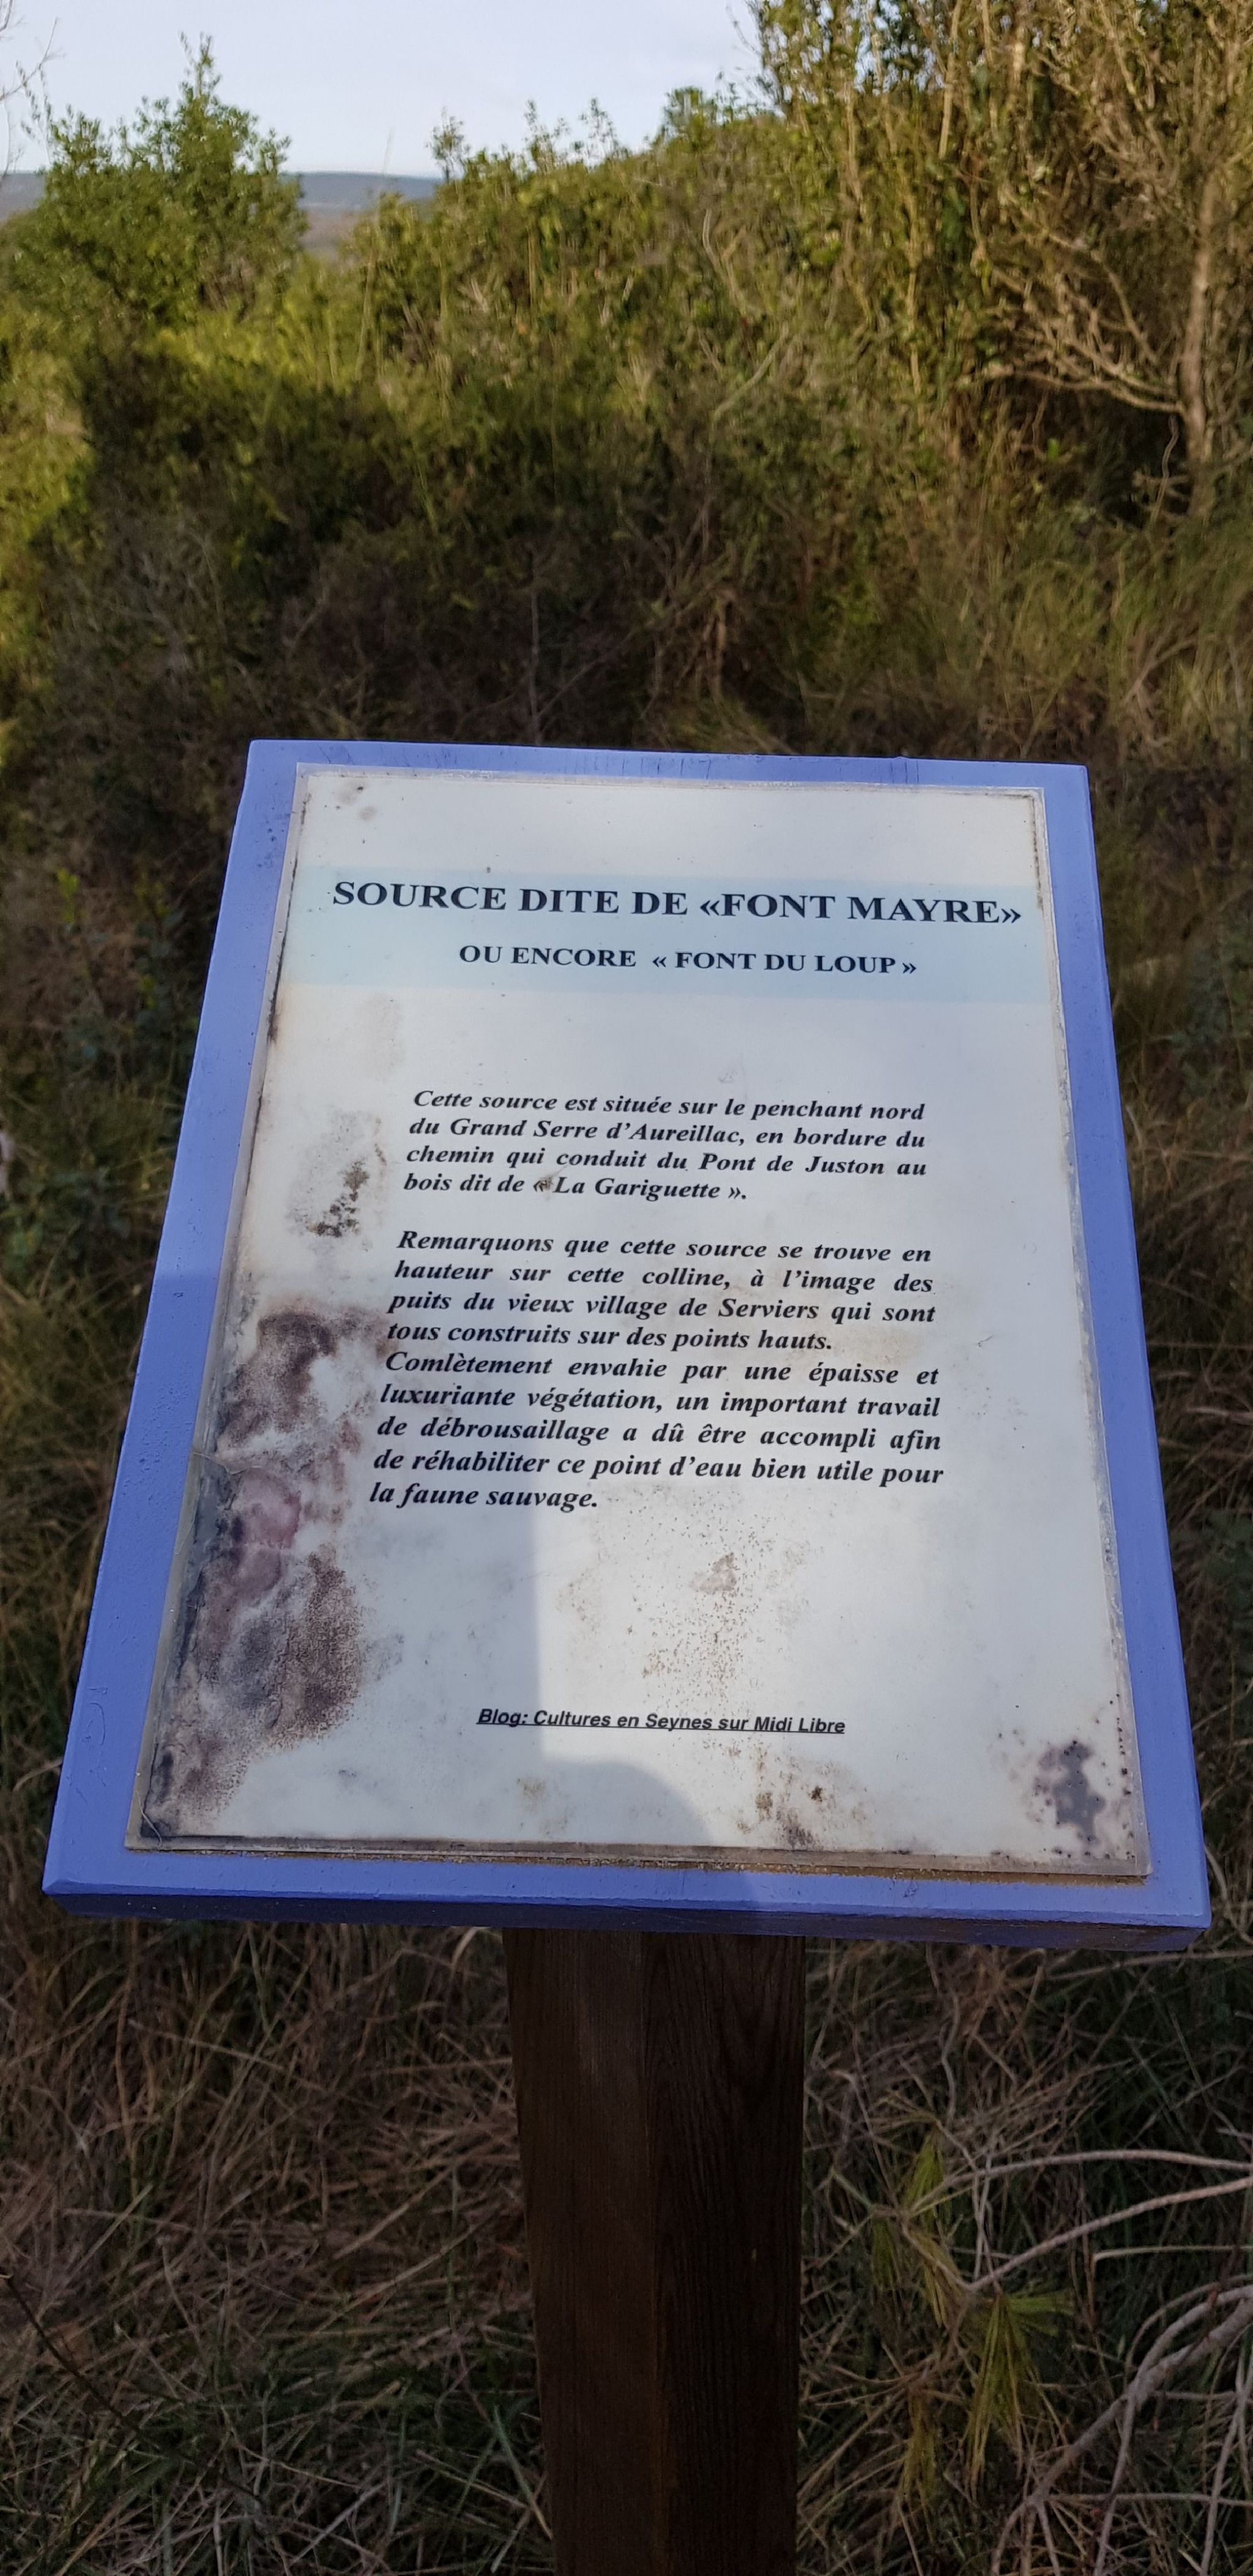 SOURCE DITE DE «FONT MAYRE»
OU ENCORE « FONT DU LOUP »
Cette source est située sur le penchant nord
du Grand Serre d’Aureillac, en bordure du
chemin qui conduit du Pont de Juston au
bois dit de « La Gariguette ».
Remarquons que cette source se trouve en
hauteur sur cette colline, à l’image des
puits du vieux village de Serviers qui sont
tous construits sur des points hauts.
Comlètement envahie par une épaisse et
luxuriante végétation, un important travail
de débrousaillage a dû être accompli afin
de réhabiliter ce point d’eau bien utile pour
la faune sauvage.
Blog: Cultures en Seynes sur Midi Libre